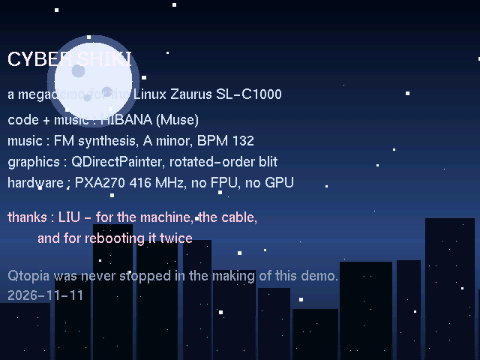 CYBER SHIKI
a megademo for the Linux Zaurus SL-C1000
code + music : HIBANA (Muse)
music : FM synthesis, A minor, BPM 132
graphics : QDirectPainter, rotated-order blit
hardware : PXA270 416 MHz, no FPU, no GPU
thanks : LIU - for the machine, the cable,
and for rebooting it twice
Qtopia was never stopped in the making of this demo.
2026-11-11